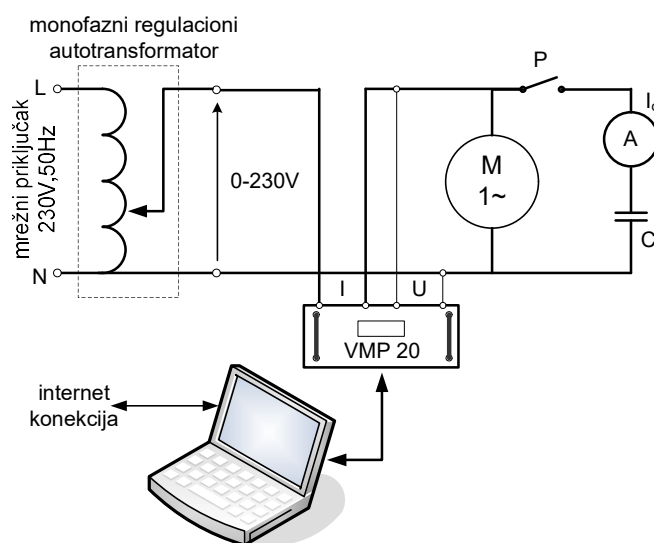 monofazni regulacioni
autotransformator
L
mrežni priključak
230V,50Hz
N
0-230V
I
U
VMP 20
M
1~
P
A
C
internet
konekcija